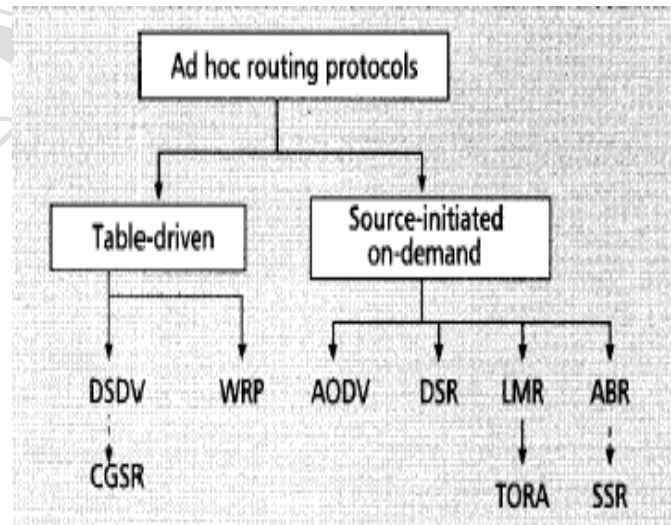 Ad hoc routing protocols
Table-driven
Source-initiated
on-demand
DSDV
WRP
AODV
DSR
LMR
ABR
CGSR
TORA
SSR